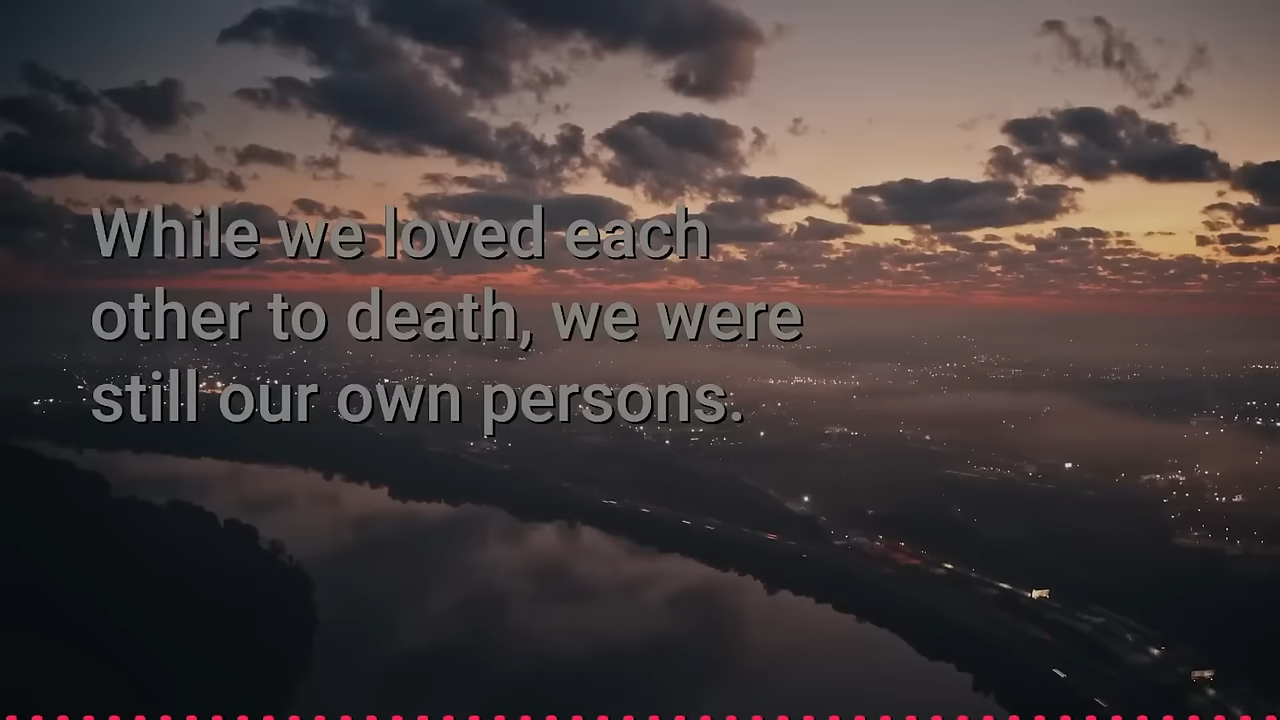 While we loved each
other to death, we were
still our own persons.